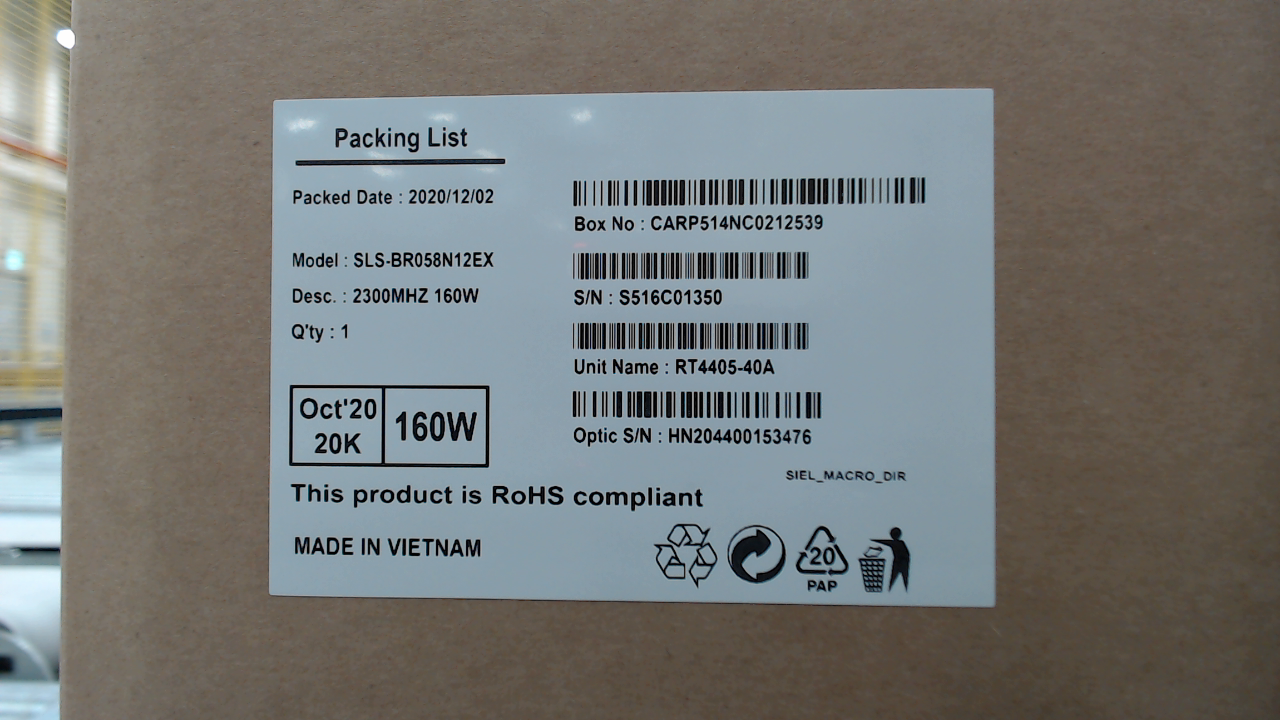 Packing List
Packed Date : 2020/12/02
Box No : CARP514NC0212539
Model : SLS-BR058N12EX
Desc. : 2300MHZ 160W
S/N : S516C01350
Q'ty : 1
Unit Name : RT4405-40A
Oct'20
20K
160W
Optic S/N : HN204400153476
SIEL_MACRO_DIR
This product is RoHS compliant
MADE IN VIETNAM
20
PAP